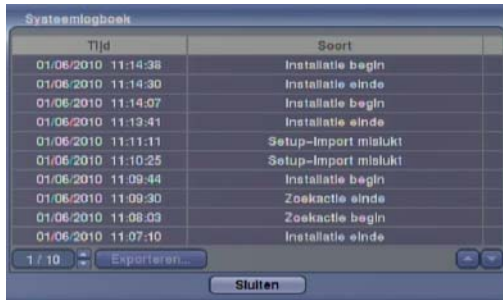 Systeemlogboek
Tijd Soort
01/06/2010 11:14:38 Installatie begin
01/06/2010 11:14:30 Installatie einde
01/06/2010 11:14:07 Installatie begin
01/06/2010 11:13:41 Installatie einde
01/06/2010 11:11:11 Setup-Import mislukt
01/06/2010 11:10:25 Setup-Import mislukt
01/06/2010 11:09:44 Installatie begin
01/06/2010 11:09:30 Zoekactie einde
01/06/2010 11:08:03 Zoekactie begin
01/06/2010 11:07:10 Installatie einde
1 / 10 Exporteren...
Sluiten